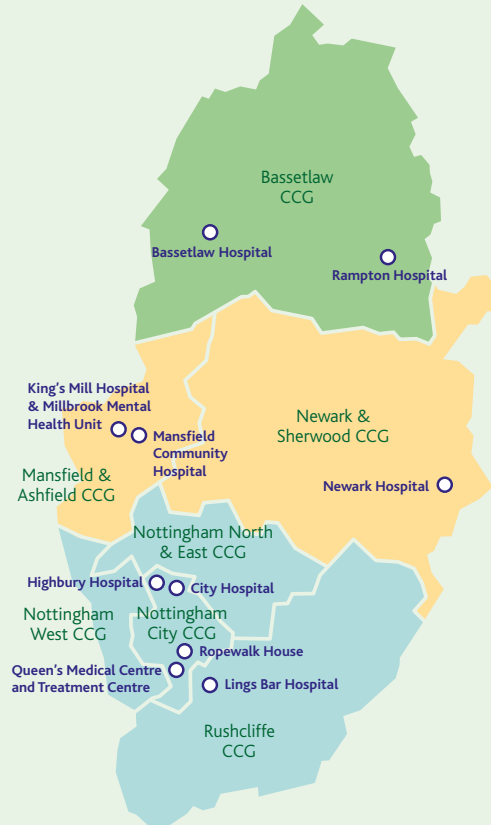 Bassetlaw
CCG
Bassetlaw Hospital
Rampton Hospital
King's Mill Hospital
& Millbrook Mental
Health Unit
Mansfield
Community
Hospital
Newark &
Sherwood CCG
Mansfield &
Ashfield CCG
Newark Hospital
Nottingham North
& East CCG
Highbury Hospital
City Hospital
Nottingham
West CCG
Nottingham
City CCG
Ropewalk House
Queen's Medical Centre
and Treatment Centre
Lings Bar Hospital
Rushcliffe
CCG